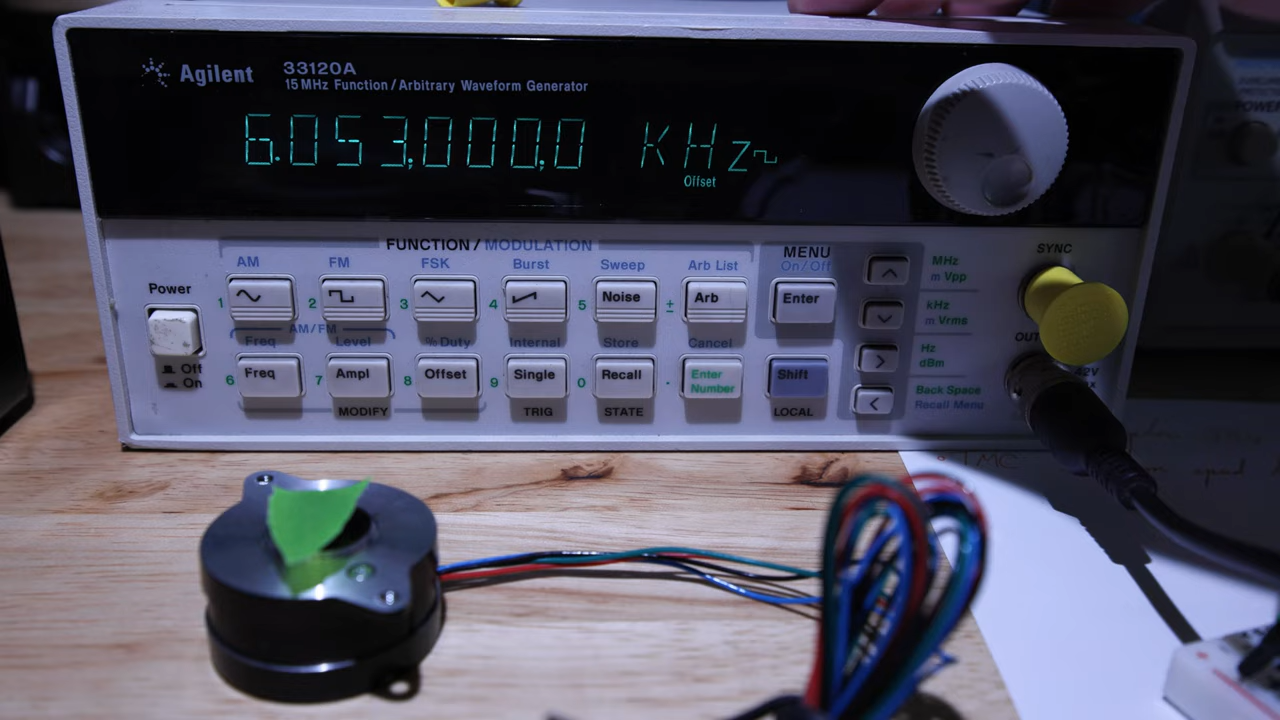 Agilent 33120A
15 MHz Function / Arbitrary Waveform Generator
6.053,000,0 KHz
Offset
SYNC
FUNCTION / MODULATION
MENU
On/Off
AM FM FSK Burst Sweep Arb List
MHz
m Vpp
Power
1 2 3 4 5 Noise ± Arb Enter
kHz
m Vrms
AM/FM
OUT
Freq Level % Duty Internal Store Cancel
Hz
dBm
Off
On
6 Freq 7 Ampl 8 Offset 9 Single 0 Recall . Enter Number Shift
42V
Back Space
Recall Menu
MODIFY TRIG STATE LOCAL
TMC